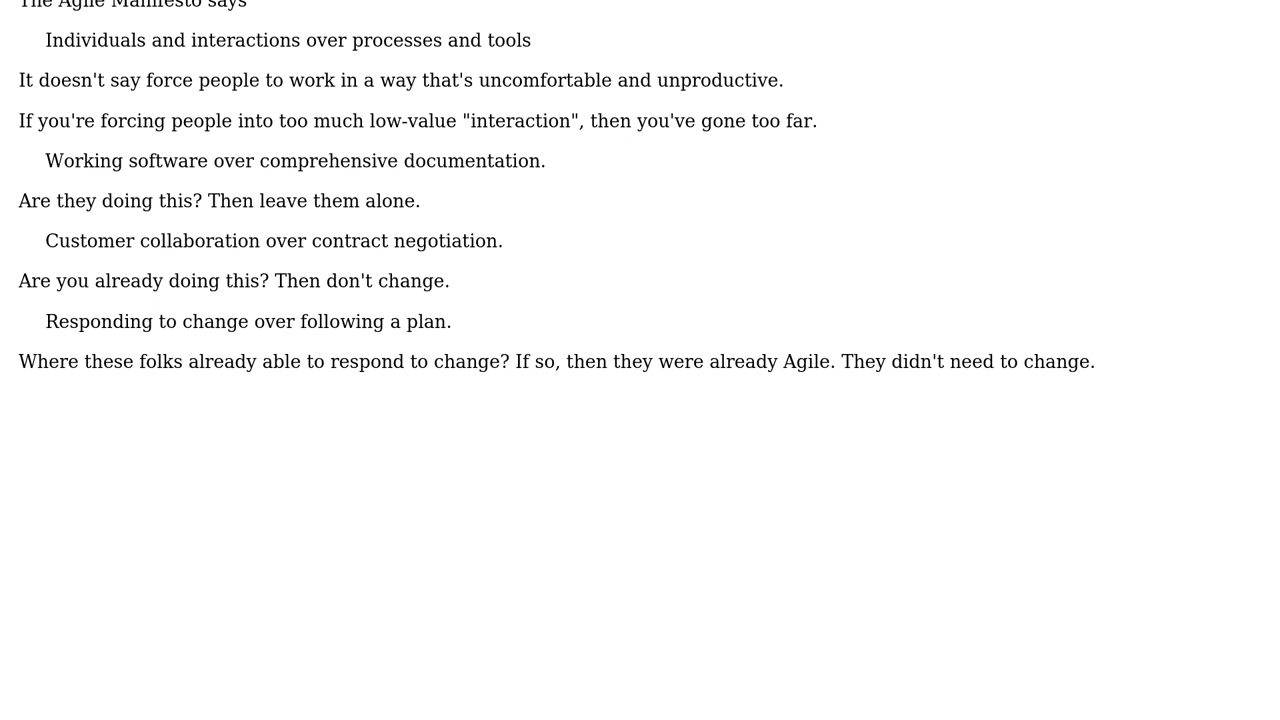 The Agile Manifesto says
Individuals and interactions over processes and tools
It doesn't say force people to work in a way that's uncomfortable and unproductive.
If you're forcing people into too much low-value "interaction", then you've gone too far.
Working software over comprehensive documentation.
Are they doing this? Then leave them alone.
Customer collaboration over contract negotiation.
Are you already doing this? Then don't change.
Responding to change over following a plan.
Where these folks already able to respond to change? If so, then they were already Agile. They didn't need to change.